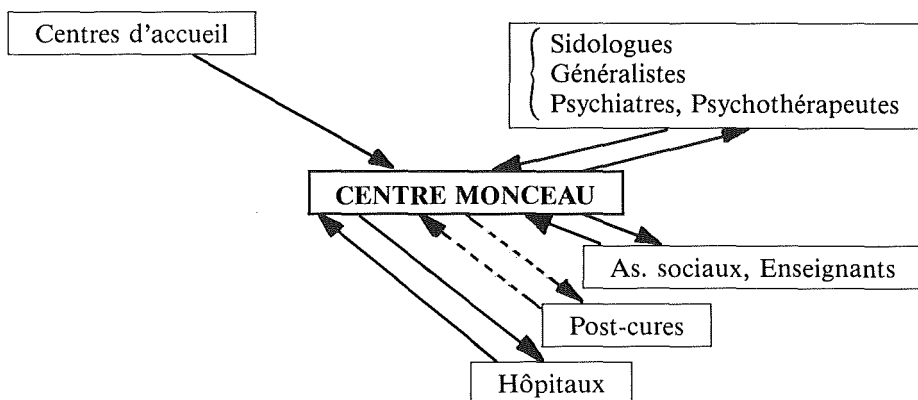 Centres d'accueil
Sidologues
Généralistes
Psychiatres, Psychothérapeutes
CENTRE MONCEAU
As. sociaux, Enseignants
Post-cures
Hôpitaux